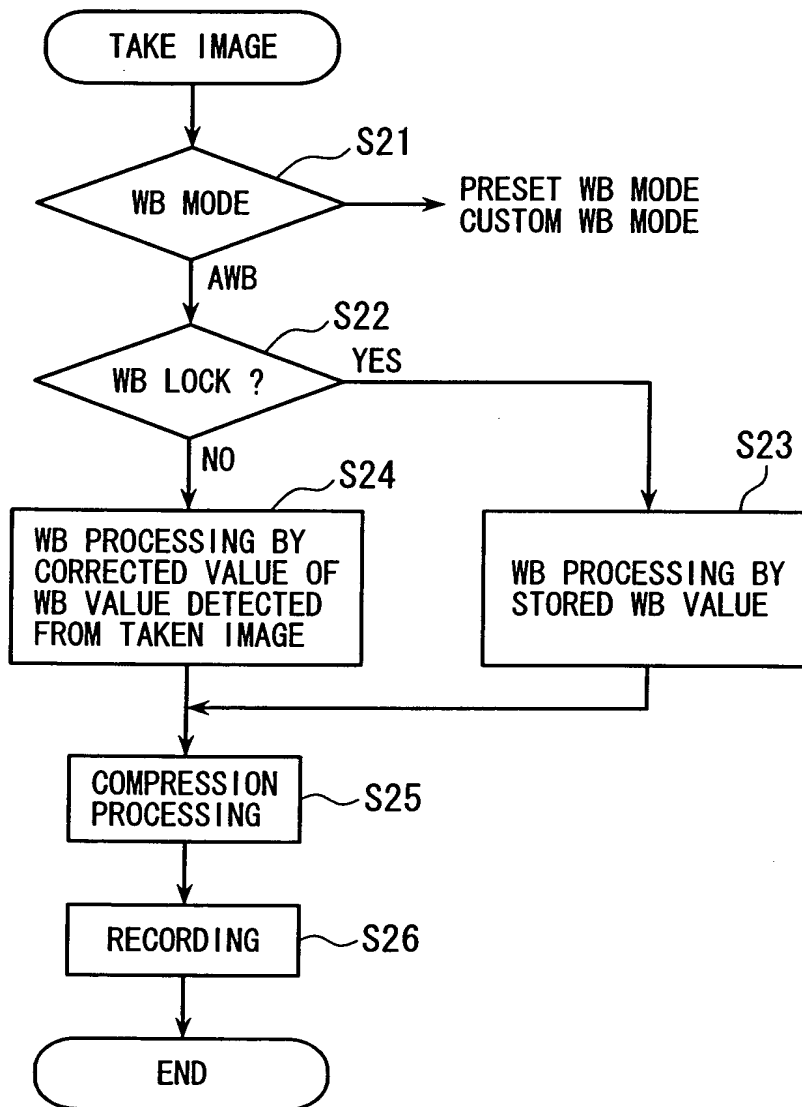 TAKE IMAGE
S21
WB MODE
PRESET WB MODE
CUSTOM WB MODE
AWB
S22
WB LOCK ?
YES
NO
S24
S23
WB PROCESSING BY
CORRECTED VALUE OF
WB VALUE DETECTED
FROM TAKEN IMAGE
WB PROCESSING BY
STORED WB VALUE
COMPRESSION
PROCESSING
S25
RECORDING
S26
END